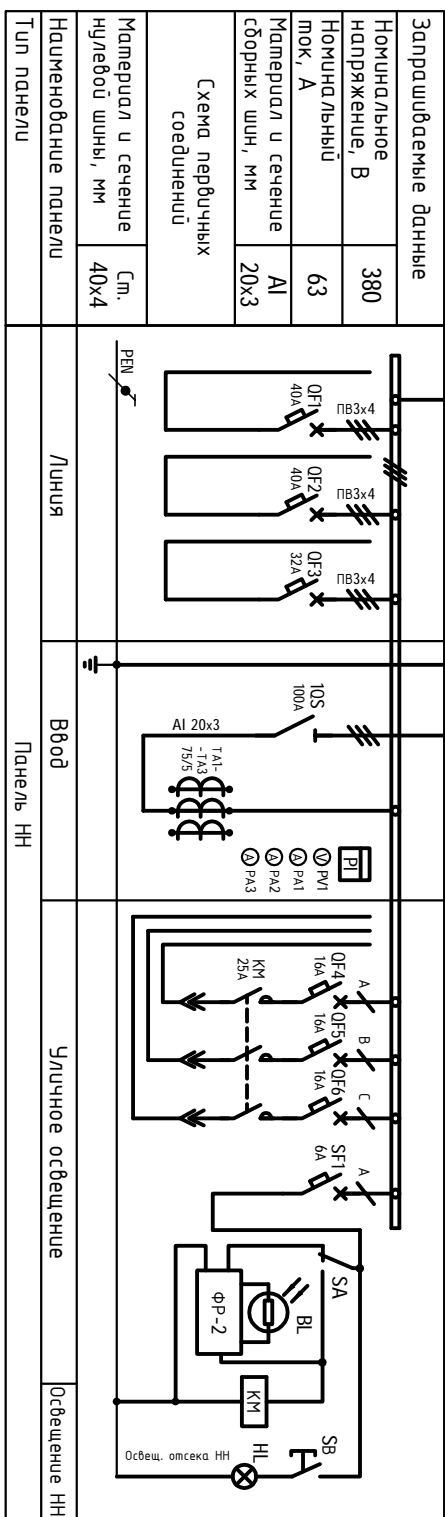 Запрашиваемые данные
Номинальное
напряжение, В
380
Номинальный
ток, А
63
Материал и сечение
сборных шин, мм
Al
20х3
Схема первичных
соединений
Материал и сечение
нулевой шины, мм
Ст.
40х4
Наименование панели
Тип панели
ПВ3х4
QF1
40А
ПВ3х4
QF2
40А
ПВ3х4
QF3
32А
PEN
Линия
1QS
100А
Al 20х3
ТА1-
-ТА3
75/5
PI
V PV1
A PA1
A PA2
A PA3
Ввод
Панель НН
A
QF4
16А
B
QF5
16А
C
QF6
16А
A
SF1
6А
KM
25А
SA
BL
ФР-2
KM
SB
HL
Освещ. отсека НН
Уличное освещение
Освещение НН